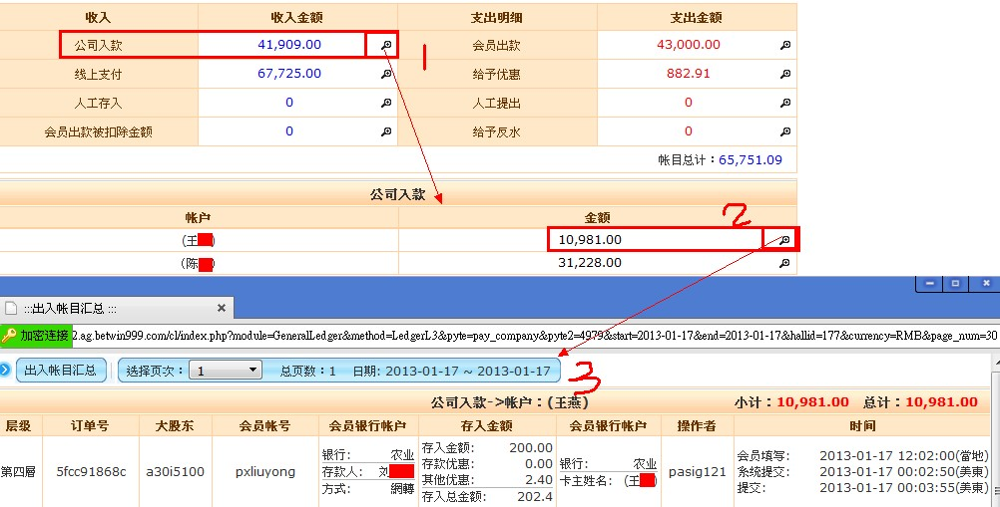 收入 收入金额 支出明细 支出金额
公司入款 41,909.00 会员出款 43,000.00
1
线上支付 67,725.00 给予优惠 882.91
人工存入 0 人工提出 0
会员出款被扣除金额 0 给予反水 0
帐目总计：65,751.09
公司入款
帐户 金额
2
(王 ) 10,981.00
(陈 31,228.00
:::出入帐目汇总 :::
加密连接 2.ag.betwin999.com/cl/index.php?module=GeneralLedger&method=LedgerL3&pyte=pay_company&pyte2=4979&start=2013-01-17&end=2013-01-17&hallid=177&currency=RMB&page_num=30
出入帐目汇总 选择页次： 1 总页数：1 日期: 2013-01-17 ~ 2013-01-17
3
公司入款->帐户：(王燕) 小计：10,981.00 总计：10,981.00
层级 订单号 大股东 会员帐号 会员银行帐户 存入金额 会员银行帐户 操作者 时间
第四層 5fcc91868c a30i5100 pxliuyong 银行： 农业 存入金额： 200.00 银行： 农业 pasig121 会员填写： 2013-01-17 12:02:00(當地)
存款人： 刘 存款优惠： 0.00 卡主姓名： (王 ) 系统提交： 2013-01-17 00:02:50(美東)
方式： 網轉 其他优惠： 2.40 提交： 2013-01-17 00:03:55(美東)
存入总金额： 202.4